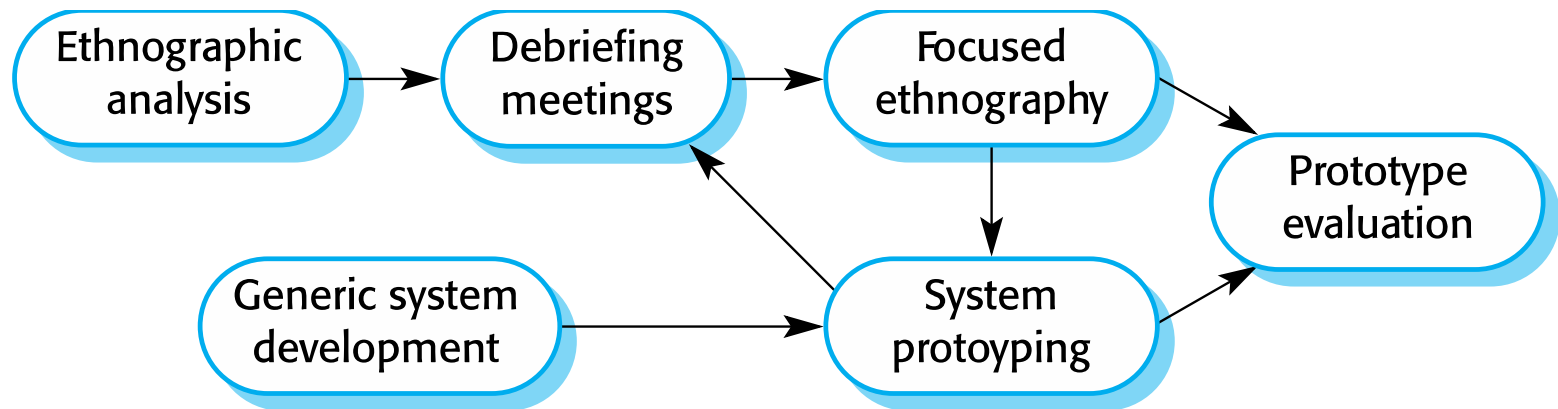 Ethnographic
analysis
Debriefing
meetings
Focused
ethnography
Prototype
evaluation
Generic system
development
System
protoyping